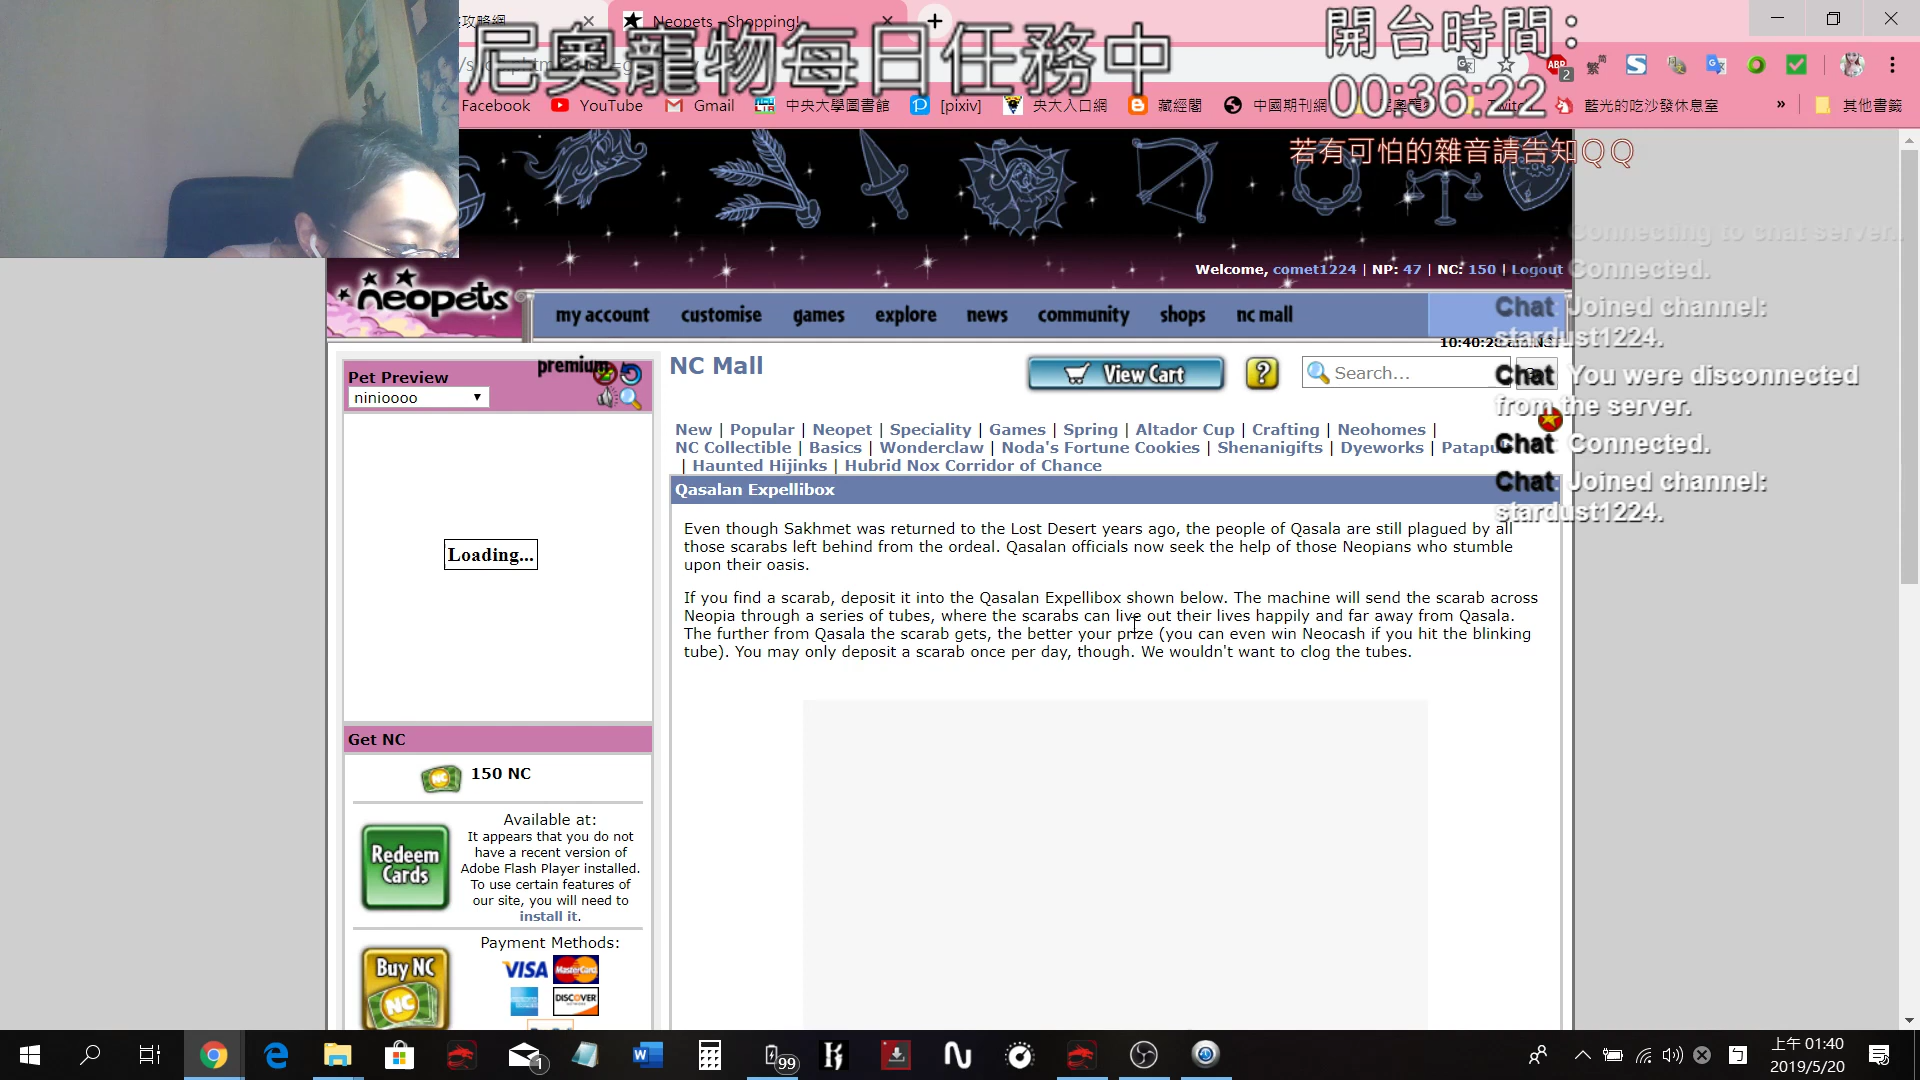 攻略網
Neopets - Shopping!
尼奧寵物每日任務中
開台時間:
00:36:22
Facebook
YouTube
Gmail
中央大學圖書館
[pixiv]
央大入口網
藏經閣
中國期刊網
藍光的吃沙發休息室
»
其他書籤
若有可怕的雜音請告知QQ
Connecting to chat server..
Connected.
Chat: Joined channel:
stardust1224.
Chat: You were disconnected
from the server.
Chat: Connected.
Chat: Joined channel:
stardust1224.
Welcome, comet1224 | NP: 47 | NC: 150 | Logout
neopets
my account
customise
games
explore
news
community
shops
nc mall
premium
Pet Preview
ninioooo
Loading...
NC Mall
View Cart
?
Search...
New | Popular | Neopet | Speciality | Games | Spring | Altador Cup | Crafting | Neohomes |
NC Collectible | Basics | Wonderclaw | Noda's Fortune Cookies | Shenanigifts | Dyeworks |
| Haunted Hijinks | Hubrid Nox Corridor of Chance
Qasalan Expellibox
Even though Sakhmet was returned to the Lost Desert years ago, the people of Qasala are still plagued by all
those scarabs left behind from the ordeal. Qasalan officials now seek the help of those Neopians who stumble
upon their oasis.
If you find a scarab, deposit it into the Qasalan Expellibox shown below. The machine will send the scarab across
Neopia through a series of tubes, where the scarabs can live out their lives happily and far away from Qasala.
The further from Qasala the scarab gets, the better your prize (you can even win Neocash if you hit the blinking
tube). You may only deposit a scarab once per day, though. We wouldn't want to clog the tubes.
Get NC
150 NC
Redeem
Cards
Available at:
It appears that you do not
have a recent version of
Adobe Flash Player installed.
To use certain features of
our site, you will need to
install it.
Buy NC
NC
Payment Methods:
VISA
MasterCard
DISCOVER
1
99
上午 01:40
2019/5/20